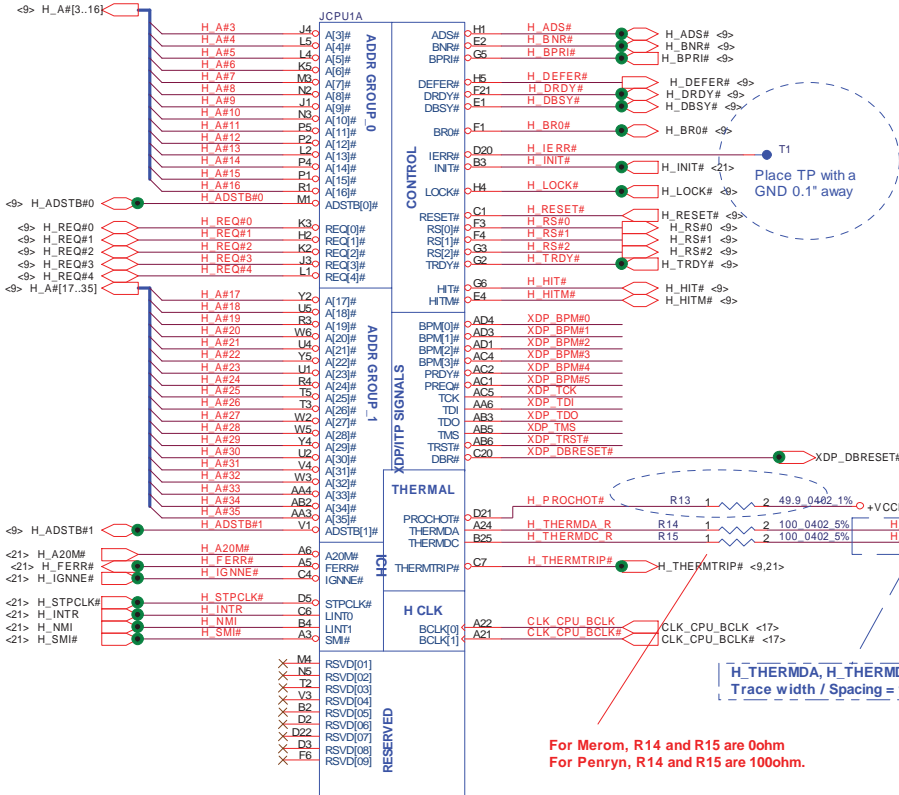 <9> H_A#[3..16]
JCPU1A
H_A#3 J4 A[3]#
H_A#4 L5 A[4]#
H_A#5 L4 A[5]#
H_A#6 K5 A[6]#
H_A#7 M3 A[7]#
H_A#8 N2 A[8]#
H_A#9 J1 A[9]#
H_A#10 N3 A[10]#
H_A#11 P5 A[11]#
H_A#12 P2 A[12]#
H_A#13 L2 A[13]#
H_A#14 P4 A[14]#
H_A#15 P1 A[15]#
H_A#16 R1 A[16]#
<9> H_ADSTB#0 M1 ADSTB[0]#
ADDR GROUP_0
<9> H_REQ#0 H_REQ#0 K3 REQ[0]#
<9> H_REQ#1 H_REQ#1 H2 REQ[1]#
<9> H_REQ#2 H_REQ#2 K2 REQ[2]#
<9> H_REQ#3 H_REQ#3 J3 REQ[3]#
<9> H_REQ#4 H_REQ#4 L1 REQ[4]#
<9> H_A#[17..35]
H_A#17 Y2 A[17]#
H_A#18 U5 A[18]#
H_A#19 R3 A[19]#
H_A#20 W6 A[20]#
H_A#21 U4 A[21]#
H_A#22 Y5 A[22]#
H_A#23 U1 A[23]#
H_A#24 R4 A[24]#
H_A#25 T5 A[25]#
H_A#26 T3 A[26]#
H_A#27 W2 A[27]#
H_A#28 W5 A[28]#
H_A#29 Y4 A[29]#
H_A#30 U2 A[30]#
H_A#31 V4 A[31]#
H_A#32 W3 A[32]#
H_A#33 AA4 A[33]#
H_A#34 AB2 A[34]#
H_A#35 AA3 A[35]#
<9> H_ADSTB#1 H_ADSTB#1 V1 ADSTB[1]#
ADDR GROUP_1
<21> H_A20M# H_A20M# A6 A20M#
<21> H_FERR# H_FERR# A5 FERR#
<21> H_IGNNE# H_IGNNE# C4 IGNNE#
ICH
<21> H_STPCLK# H_STPCLK# D5 STPCLK#
<21> H_INTR H_INTR C6 LINT0
<21> H_NMI H_NMI B4 LINT1
<21> H_SMI# H_SMI# A3 SMI#
M4 RSVD[01]
N5 RSVD[02]
T2 RSVD[03]
V3 RSVD[04]
B2 RSVD[05]
D2 RSVD[06]
D22 RSVD[07]
D3 RSVD[08]
F6 RSVD[09]
RESERVED
CONTROL
ADS# H1 H_ADS# H_ADS# <9>
BNR# E2 H_BNR# H_BNR# <9>
BPRI# G5 H_BPRI# H_BPRI# <9>
DEFER# H5 H_DEFER# H_DEFER# <9>
DRDY# F21 H_DRDY# H_DRDY# <9>
DBSY# E1 H_DBSY# H_DBSY# <9>
BR0# F1 H_BR0# H_BR0# <9>
IERR# D20 H_IERR# T1
INIT# B3 H_INIT# H_INIT# <21>
Place TP with a
GND 0.1" away
LOCK# H4 H_LOCK# H_LOCK# <9>
RESET# C1 H_RESET# H_RESET# <9>
RS[0]# F3 H_RS#0 H_RS#0 <9>
RS[1]# F4 H_RS#1 H_RS#1 <9>
RS[2]# G3 H_RS#2 H_RS#2 <9>
TRDY# G2 H_TRDY# H_TRDY# <9>
HIT# G6 H_HIT# H_HIT# <9>
HITM# E4 H_HITM# H_HITM# <9>
XDP/ITP SIGNALS
BPM[0]# AD4 XDP_BPM#0
BPM[1]# AD3 XDP_BPM#1
BPM[2]# AD1 XDP_BPM#2
BPM[3]# AC4 XDP_BPM#3
PRDY# AC2 XDP_BPM#4
PREQ# AC1 XDP_BPM#5
TCK AC5 XDP_TCK
TDI AA6 XDP_TDI
TDO AB3 XDP_TDO
TMS AB5 XDP_TMS
TRST# AB6 XDP_TRST#
DBR# C20 XDP_DBRESET# XDP_DBRESET#
THERMAL
PROCHOT# D21 H_PROCHOT# R13 1 2 49.9_0402_1% +VCC
THERMDA A24 H_THERMDA_R R14 1 2 100_0402_5% H
THERMDC B25 H_THERMDC_R R15 1 2 100_0402_5% H
THERMTRIP# C7 H_THERMTRIP# H_THERMTRIP# <9,21>
H CLK
BCLK[0] A22 CLK_CPU_BCLK CLK_CPU_BCLK <17>
BCLK[1] A21 CLK_CPU_BCLK# CLK_CPU_BCLK# <17>
H_THERMDA, H_THERMD
Trace width / Spacing =
For Merom, R14 and R15 are 0ohm
For Penryn, R14 and R15 are 100ohm.